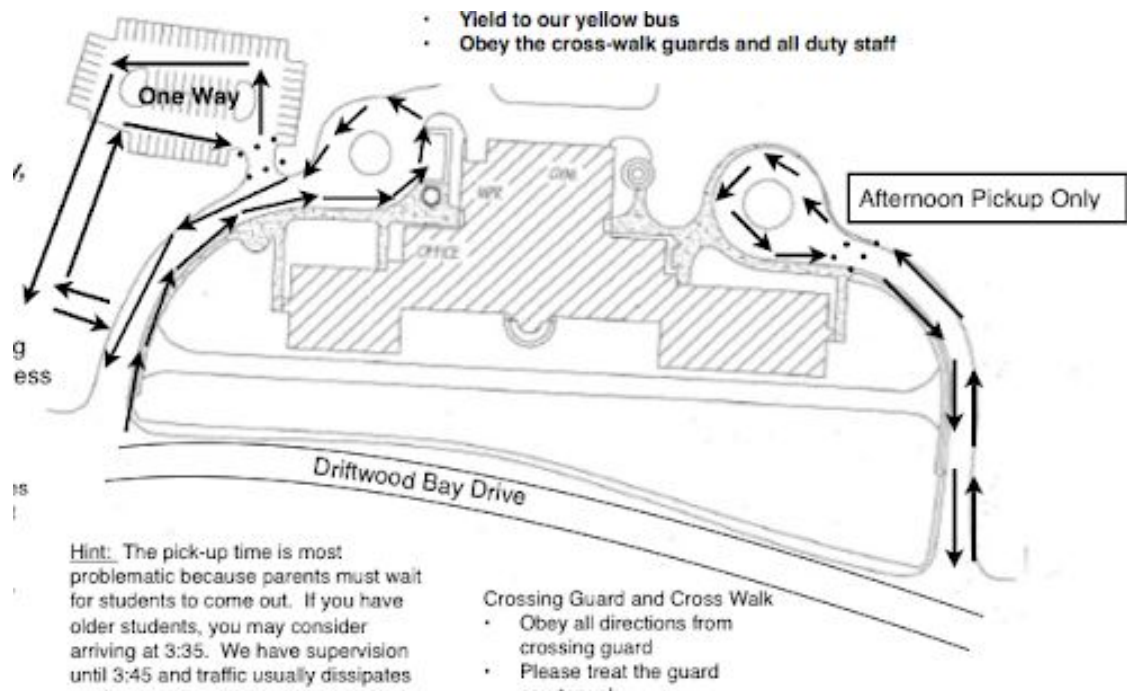 • Yield to our yellow bus
• Obey the cross-walk guards and all duty staff
One Way
GYM
MPR
OFFICE
Afternoon Pickup Only
y,
g
ess
es
t
Driftwood Bay Drive
Hint: The pick-up time is most
problematic because parents must wait
for students to come out. If you have
older students, you may consider
arriving at 3:35. We have supervision
until 3:45 and traffic usually dissipates
Crossing Guard and Cross Walk
• Obey all directions from
crossing guard
• Please treat the guard